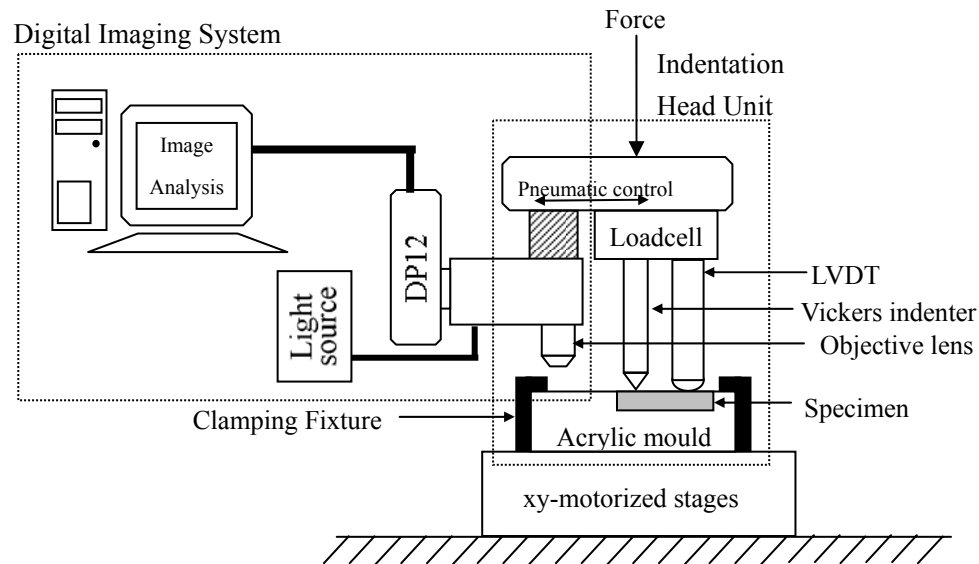 Force
Digital Imaging System
Indentation
Head Unit
Image
Analysis
Pneumatic control
DP12
Loadcell
LVDT
Vickers indenter
Light
source
Objective lens
Clamping Fixture
Specimen
Acrylic mould
xy-motorized stages